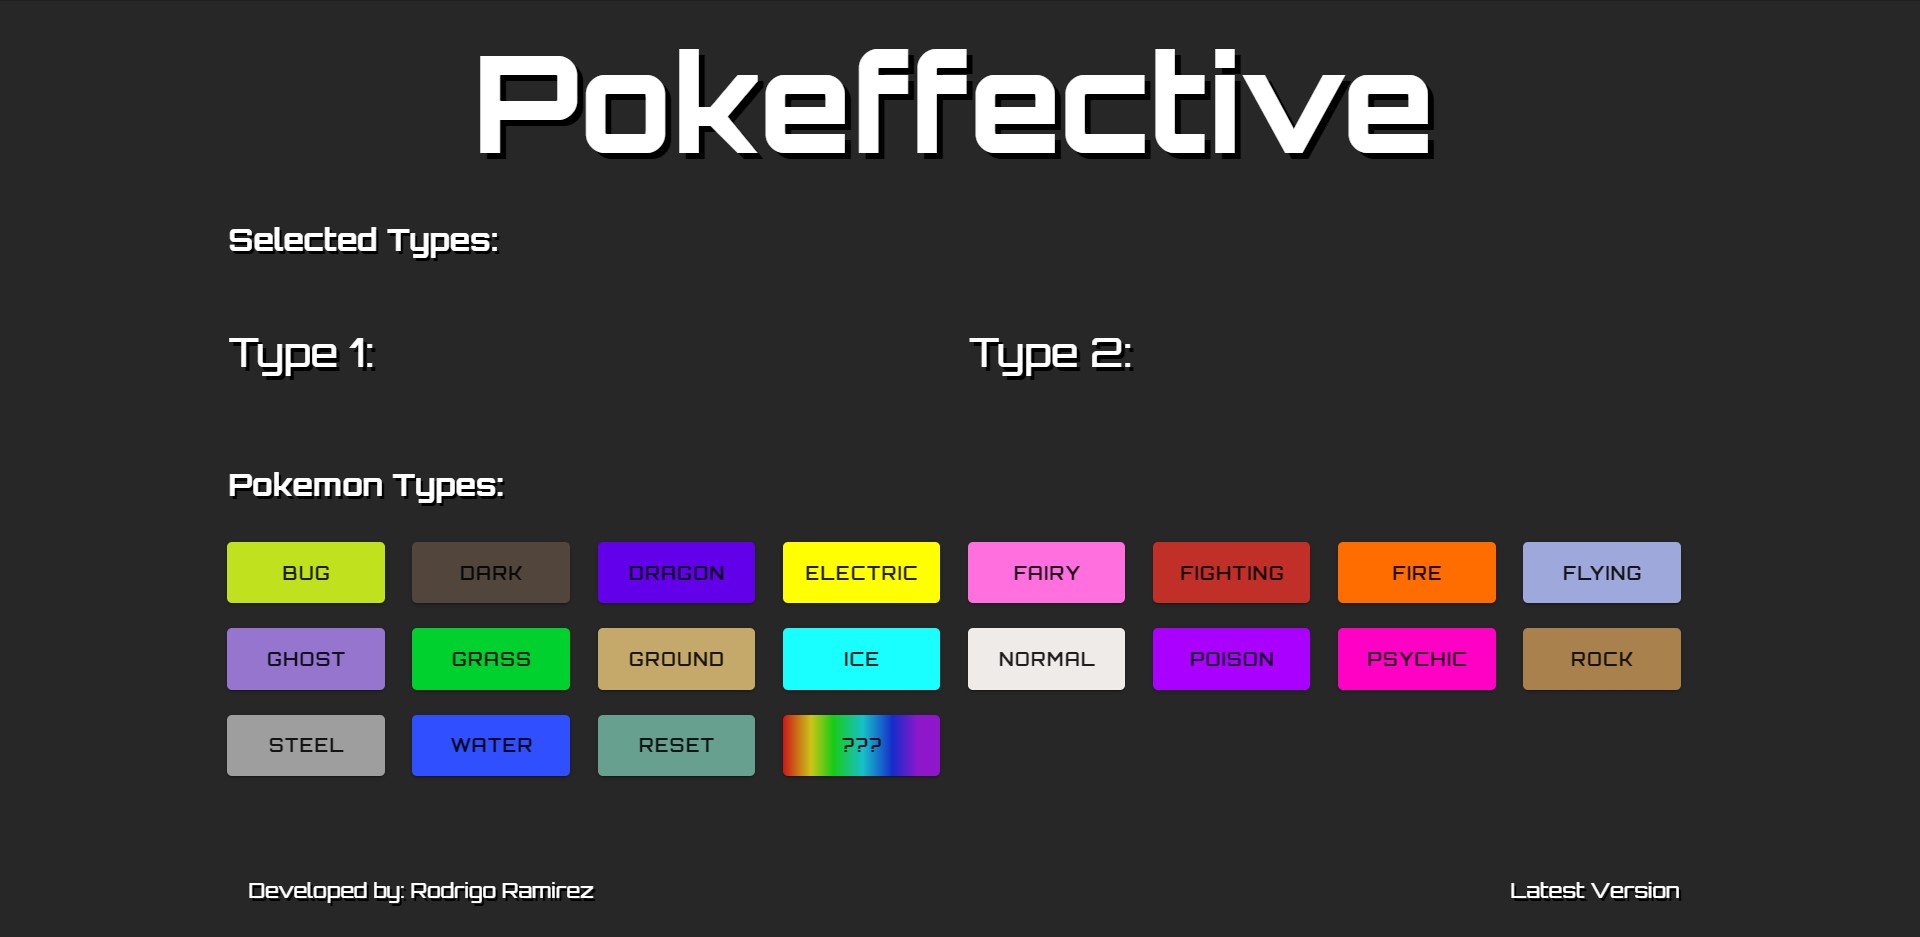 Pokeffective
Selected Types:
Type 1: Type 2:
Pokemon Types:
BUG DARK DRAGON ELECTRIC FAIRY FIGHTING FIRE FLYING
GHOST GRASS GROUND ICE NORMAL POISON PSYCHIC ROCK
STEEL WATER RESET ???
Developed by: Rodrigo Ramirez Latest Version